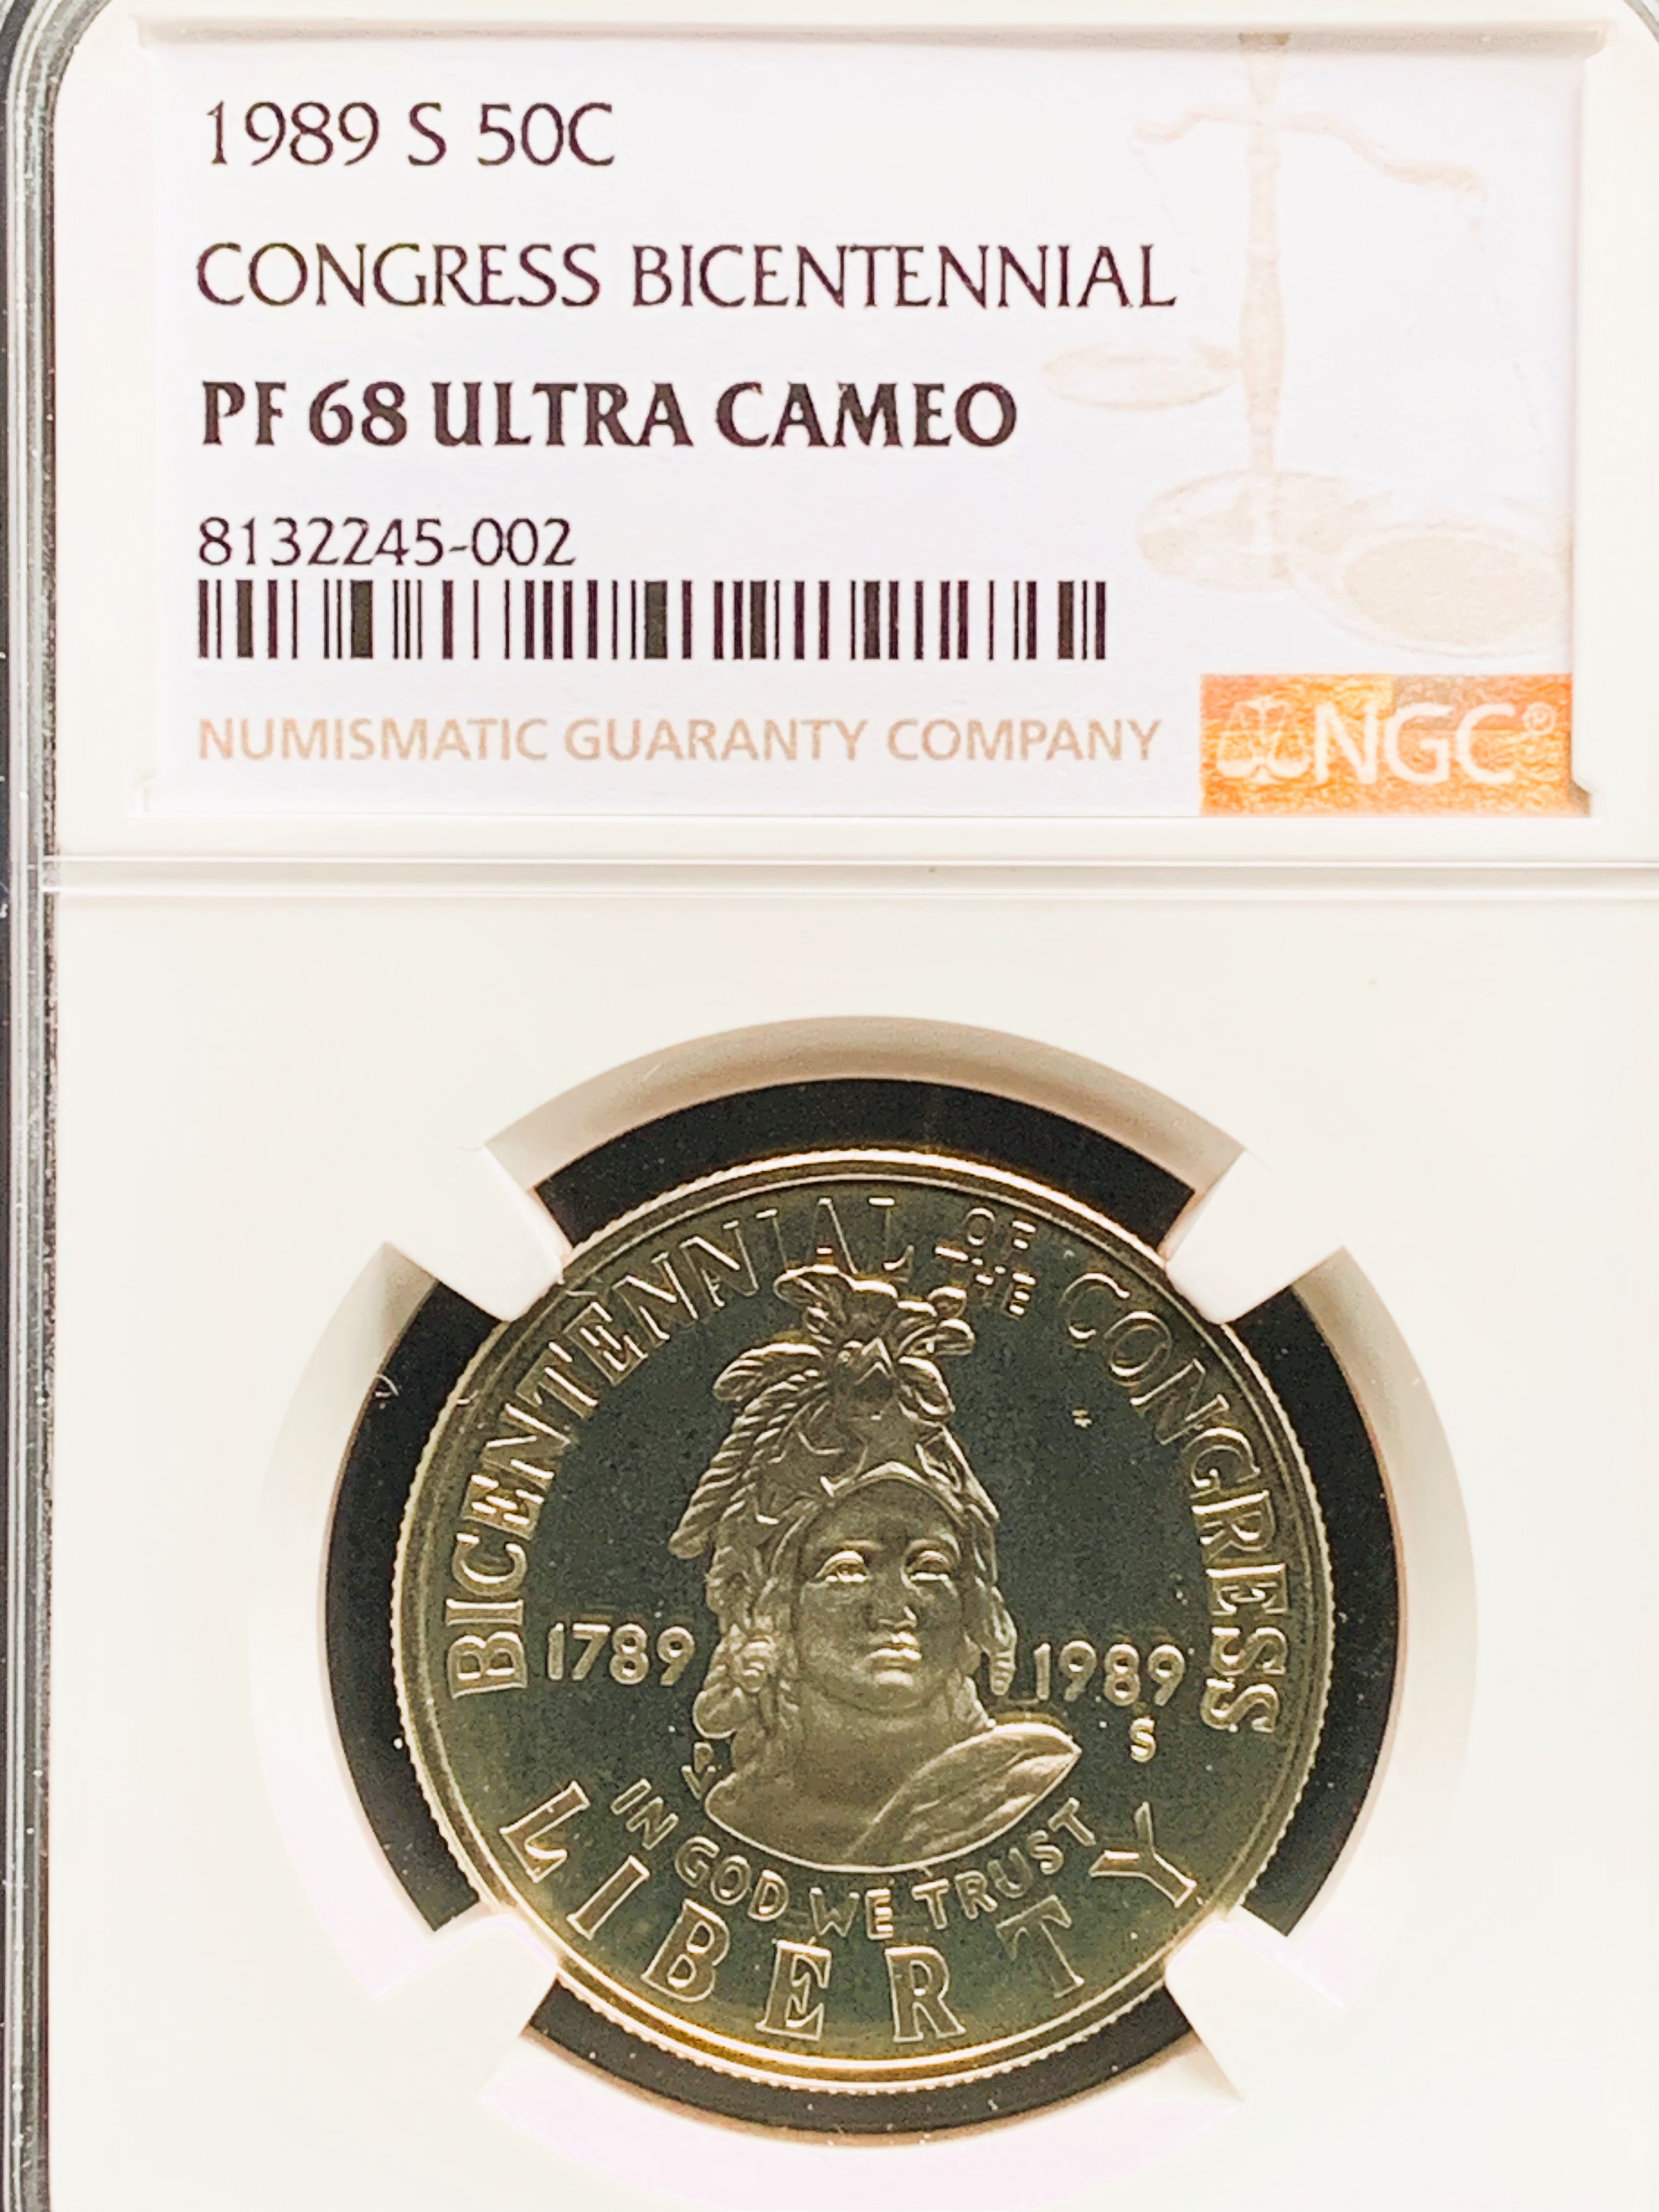 1989 S 50C
CONGRESS BICENTENNIAL
PF 68 ULTRA CAMEO
8132245-002
NUMISMATIC GUARANTY COMPANY
NGC®
BICENTENNIAL OF THE CONGRESS
1789
1989
S
IN GOD WE TRUST
LIBERTY